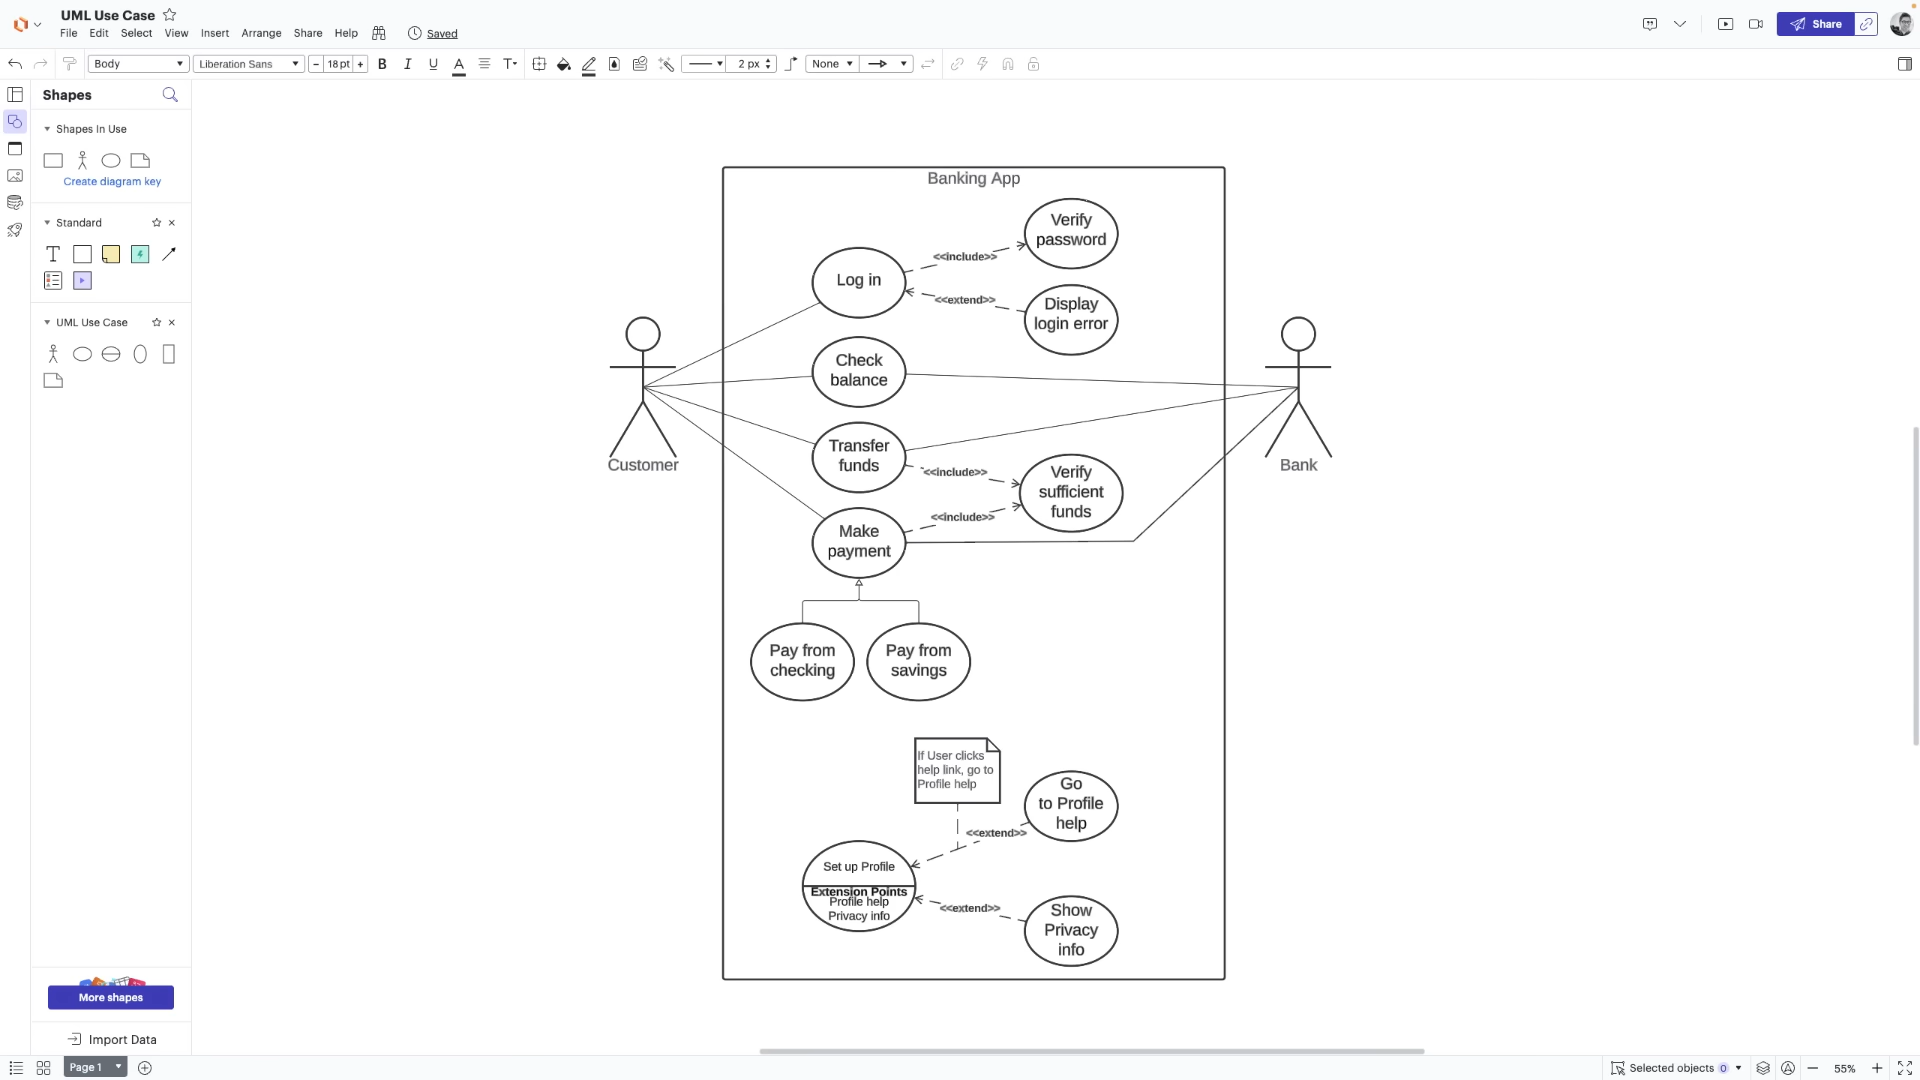 UML Use Case
File Edit Select View Insert Arrange Share Help Saved
Share
Body
Liberation Sans
− 18 pt +
B I U A T
2 px
None
Shapes
Shapes In Use
Create diagram key
Standard
T
UML Use Case
More shapes
Import Data
Banking App
Verify
password
<<include>>
Log in
<<extend>>
Display
login error
Check
balance
Transfer
funds
Customer
Bank
<<include>>
Verify
sufficient
funds
<<include>>
Make
payment
Pay from
checking
Pay from
savings
If User clicks
help link, go to
Profile help
Go
to Profile
help
<<extend>>
Set up Profile
Extension Points
Profile help
Privacy info
<<extend>>
Show
Privacy
info
Page 1
Selected objects 0
55%